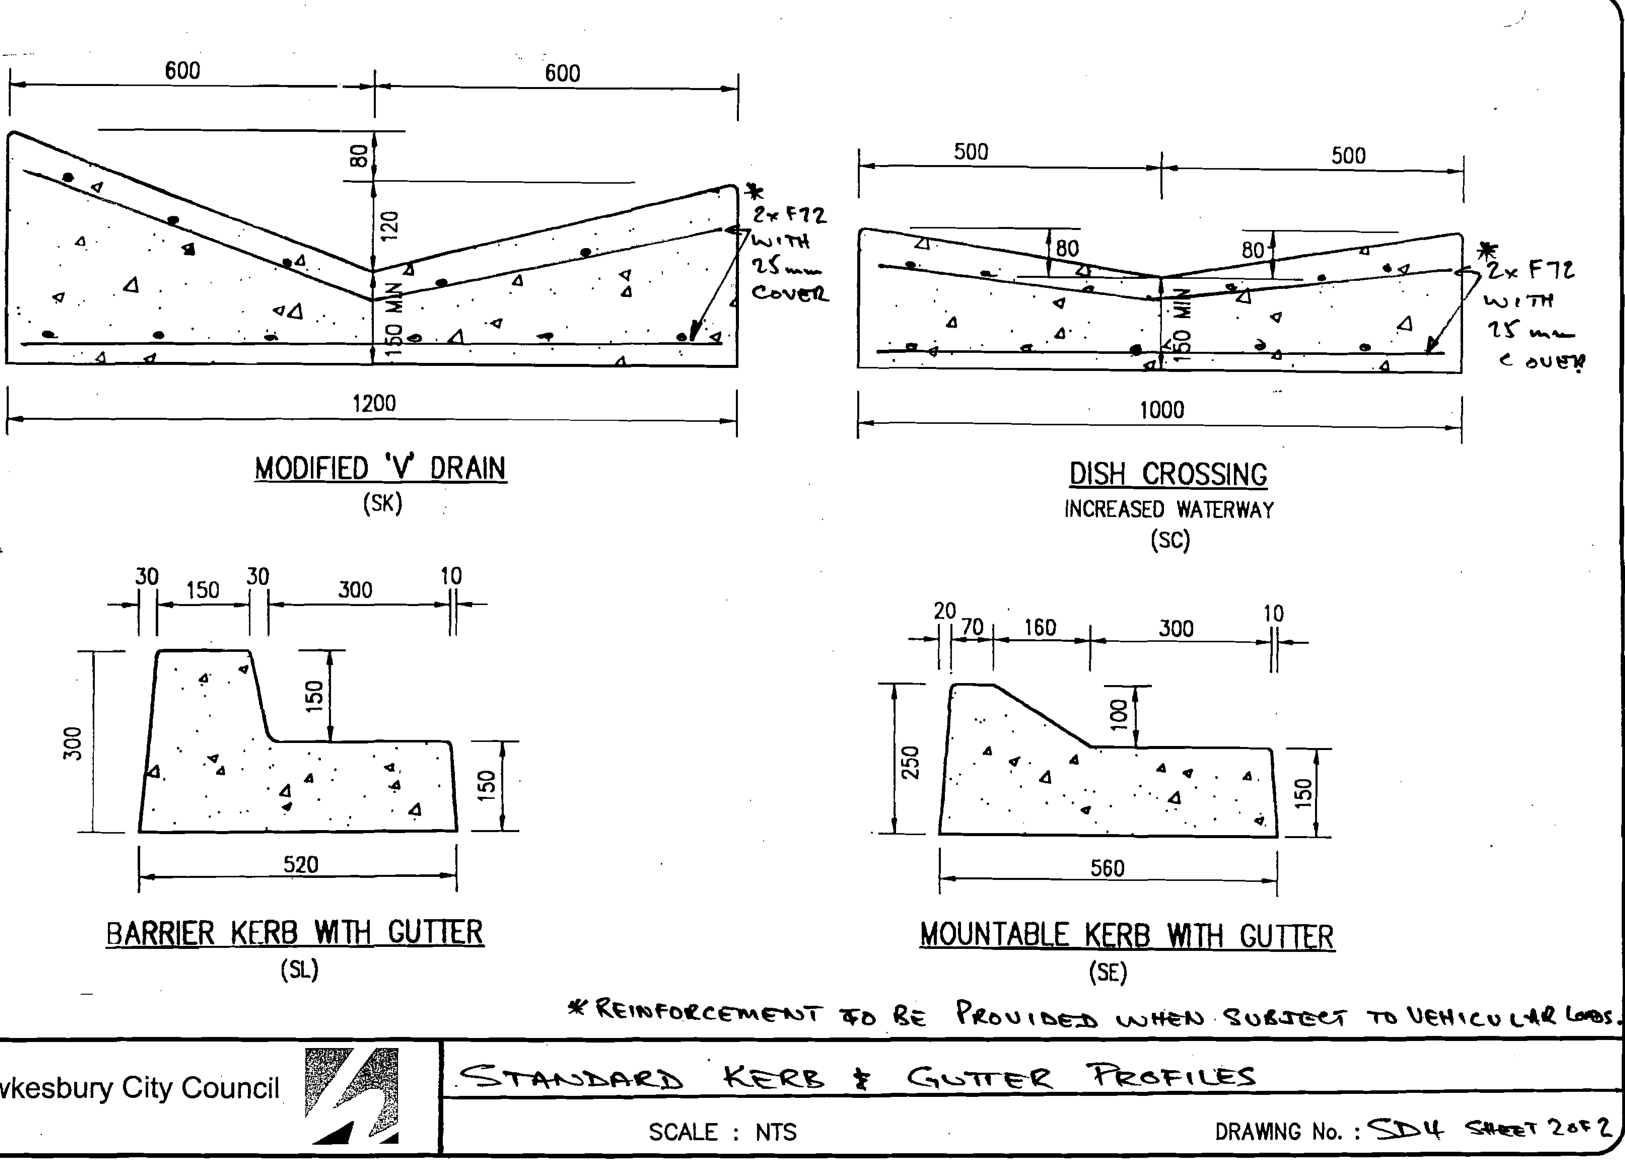 600
600
80
120
150 MIN
*
2x F72
WITH
25mm
COVER
1200
MODIFIED 'V' DRAIN
(SK)
500
500
80
80
150 MIN
*
2x F72
WITH
25 mm
COVER
1000
DISH CROSSING
INCREASED WATERWAY
(SC)
30
150
30
300
10
300
150
150
520
BARRIER KERB WITH GUTTER
(SL)
20
70
160
300
10
250
100
150
560
MOUNTABLE KERB WITH GUTTER
(SE)
* REINFORCEMENT TO BE PROVIDED WHEN SUBJECT TO VEHICULAR LOADS.
wkesbury City Council
STANDARD KERB & GUTTER PROFILES
SCALE : NTS
DRAWING No. : SD4 SHEET 2 OF 2